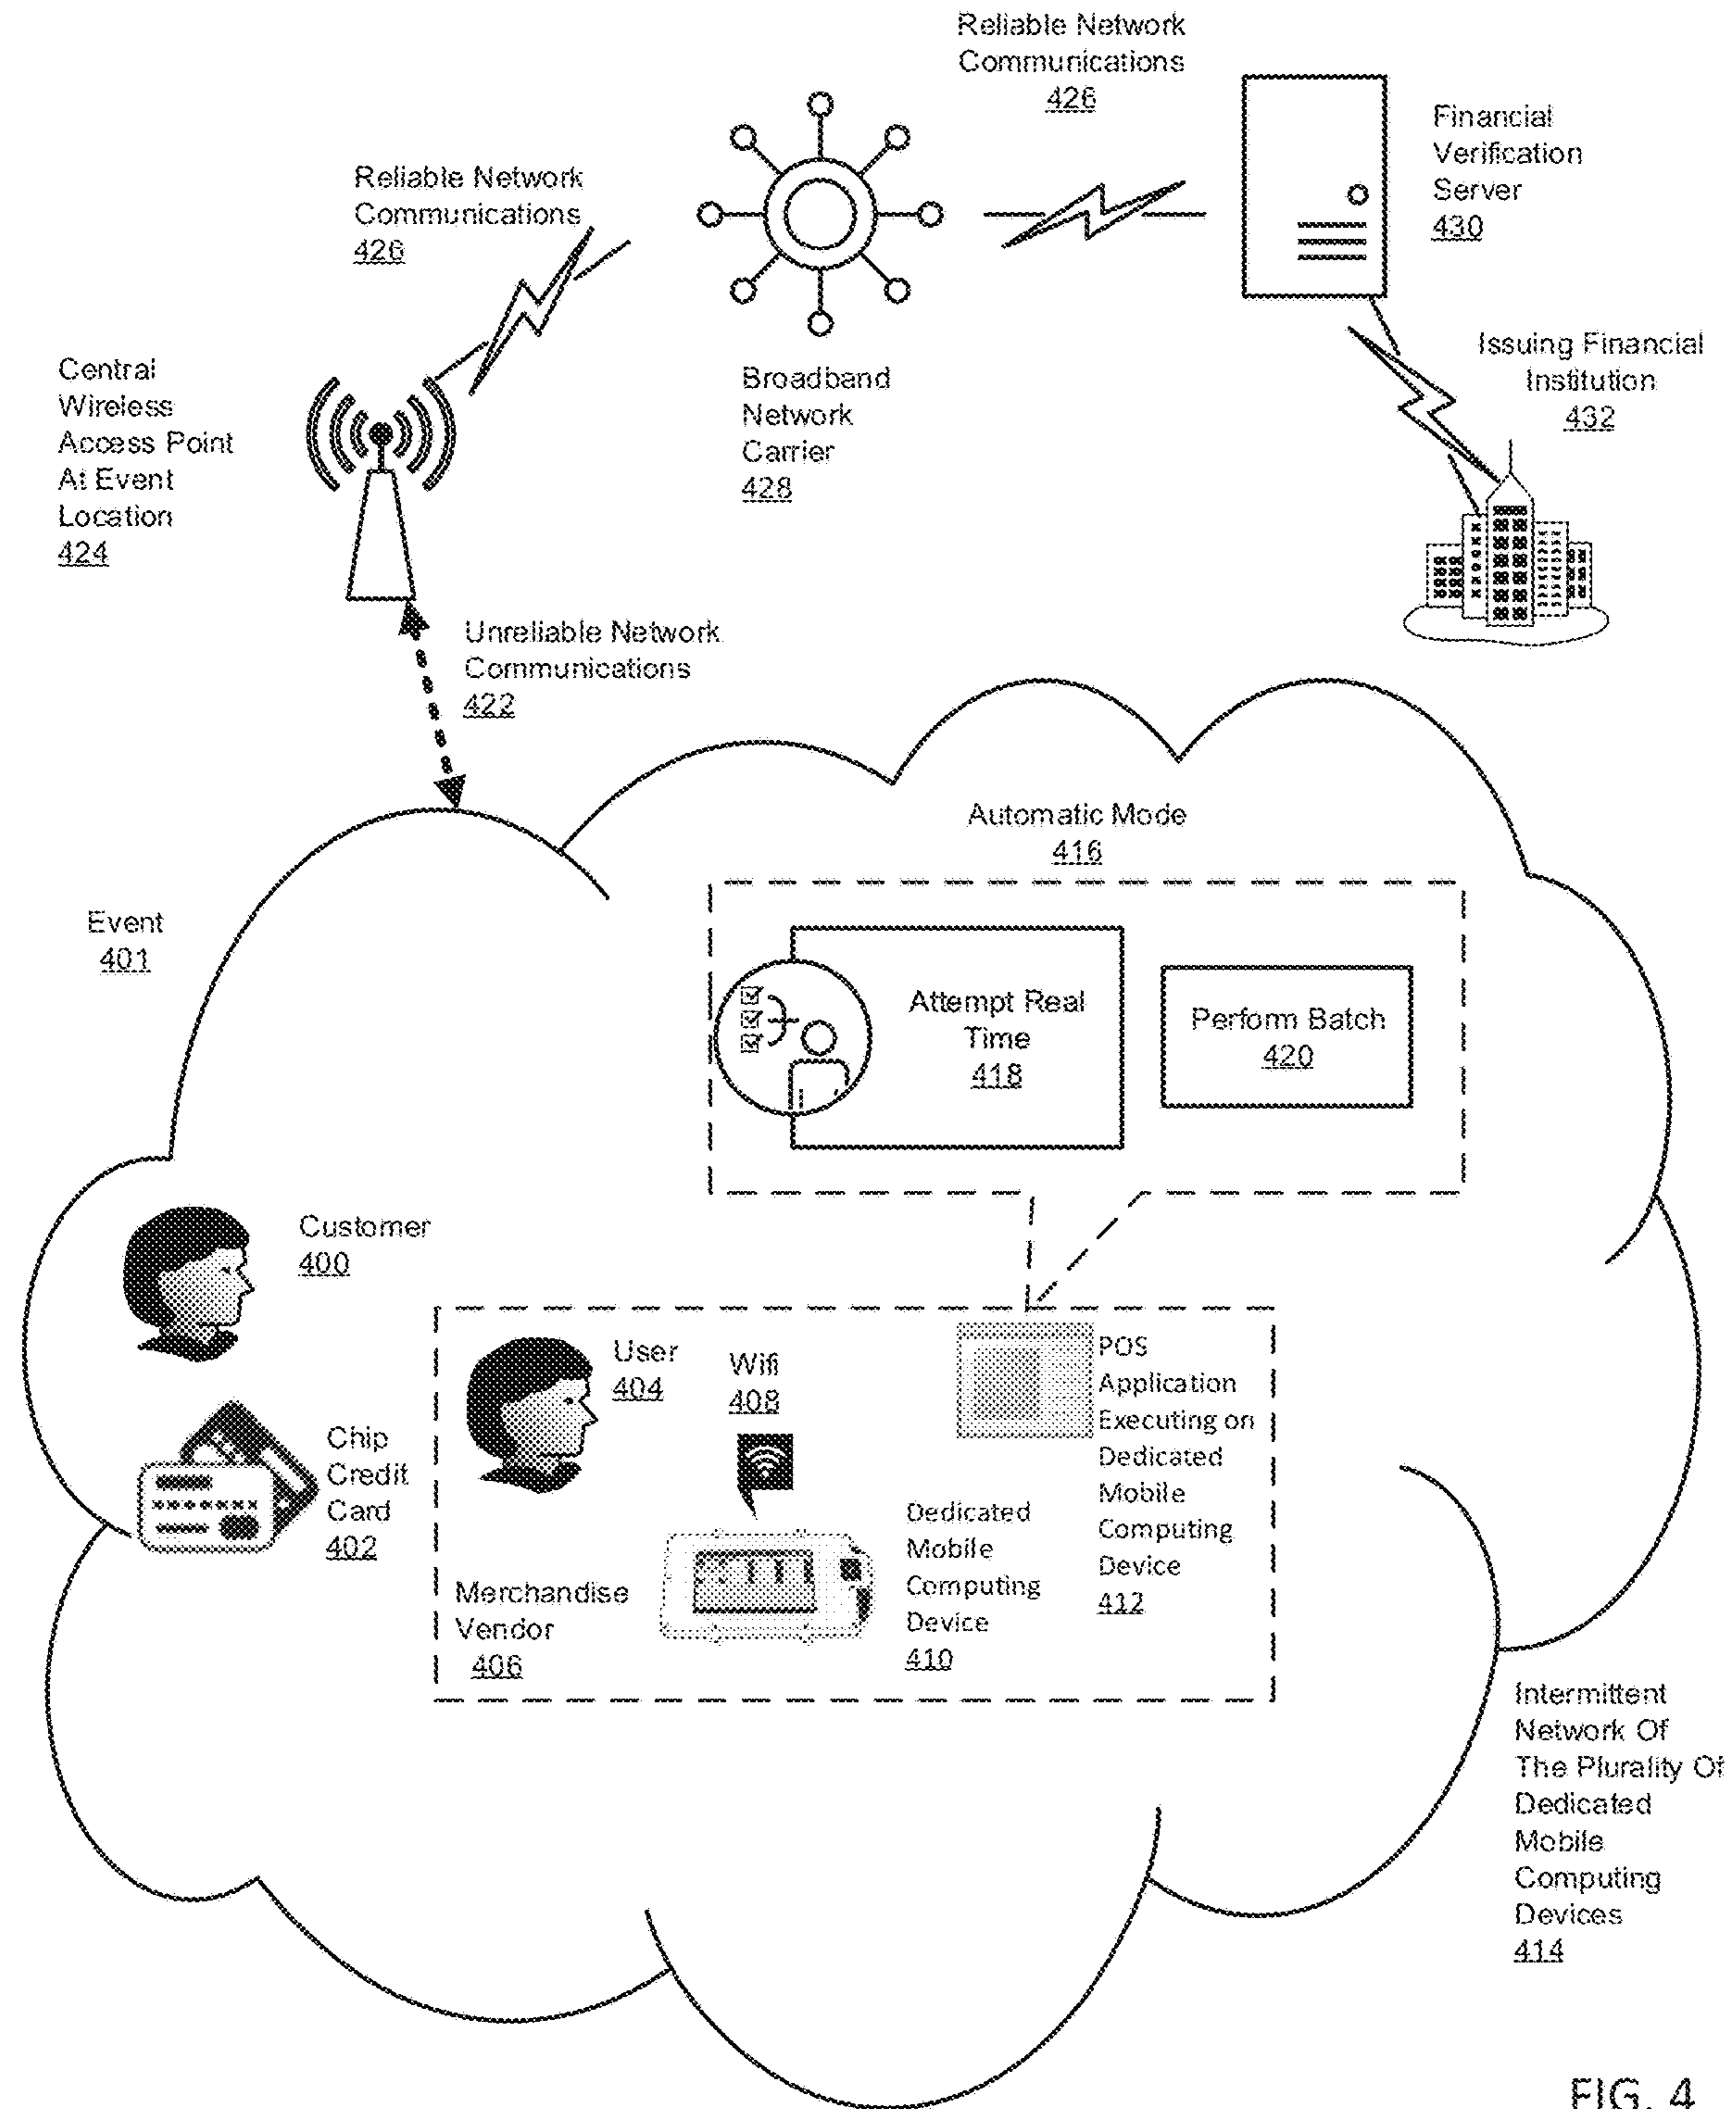 Reliable Network
Communications
426
Financial
Verification
Server
430
Reliable Network
Communications
426
Issuing Financial
Institution
432
Central
Wireless
Access Point
At Event
Location
424
Broadband
Network
Carrier
428
Unreliable Network
Communications
422
Automatic Mode
416
Event
401
Attempt Real
Time
418
Perform Batch
420
Customer
400
User
404
Wifi
408
POS
Application
Executing on
Dedicated
Mobile
Computing
Device
412
Chip
Credit
Card
402
Dedicated
Mobile
Computing
Device
410
Merchandise
Vendor
406
Intermittent
Network Of
The Plurality Of
Dedicated
Mobile
Computing
Devices
414
FIG. 4